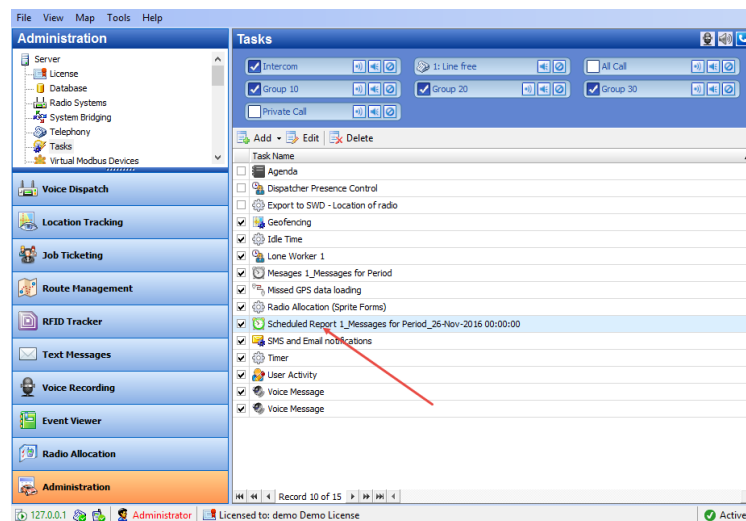 File View Map Tools Help
Administration
Server
License
Database
Radio Systems
System Bridging
Telephony
Tasks
Virtual Modbus Devices
Voice Dispatch
Location Tracking
Job Ticketing
Route Management
RFID Tracker
Text Messages
Voice Recording
Event Viewer
Radio Allocation
Administration
Tasks
Intercom
1: Line free
All Call
Group 10
Group 20
Group 30
Private Call
Add Edit Delete
Task Name
Agenda
Dispatcher Presence Control
Export to SWD - Location of radio
Geofencing
Idle Time
Lone Worker 1
Mesages 1_Messages for Period
Missed GPS data loading
Radio Allocation (Sprite Forms)
Scheduled Report 1_Messages for Period_26-Nov-2016 00:00:00
SMS and Email notifications
Timer
User Activity
Voice Message
Voice Message
Record 10 of 15
127.0.0.1 Administrator Licensed to: demo Demo License Active